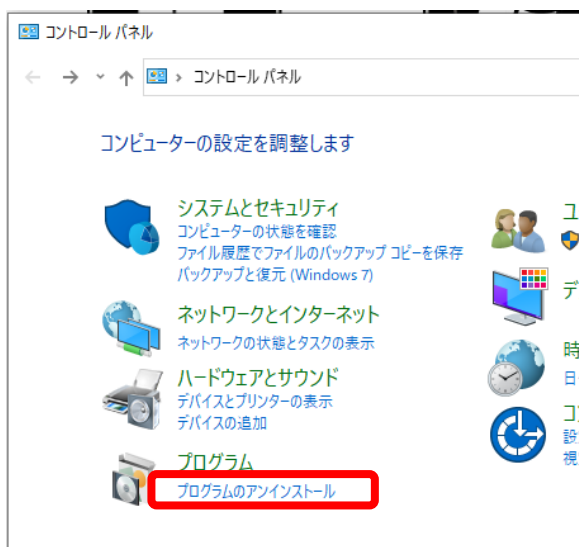 コントロール パネル
コントロール パネル
コンピューターの設定を調整します
システムとセキュリティ
コンピューターの状態を確認
ファイル履歴でファイルのバックアップ コピーを保存
バックアップと復元 (Windows 7)
ネットワークとインターネット
ネットワークの状態とタスクの表示
ハードウェアとサウンド
デバイスとプリンターの表示
デバイスの追加
プログラム
プログラムのアンインストール
ユ
デ
時
日
コ
設
視